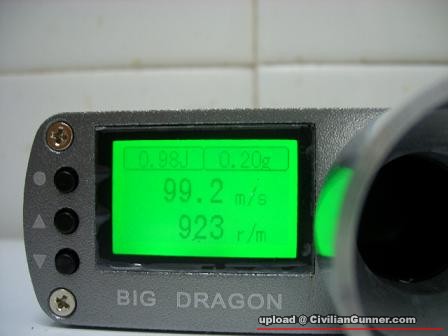 0.98J 0.20g
99.2 m/s
923 r/m
BIG DRAGON
upload @ CivilianGunner.com